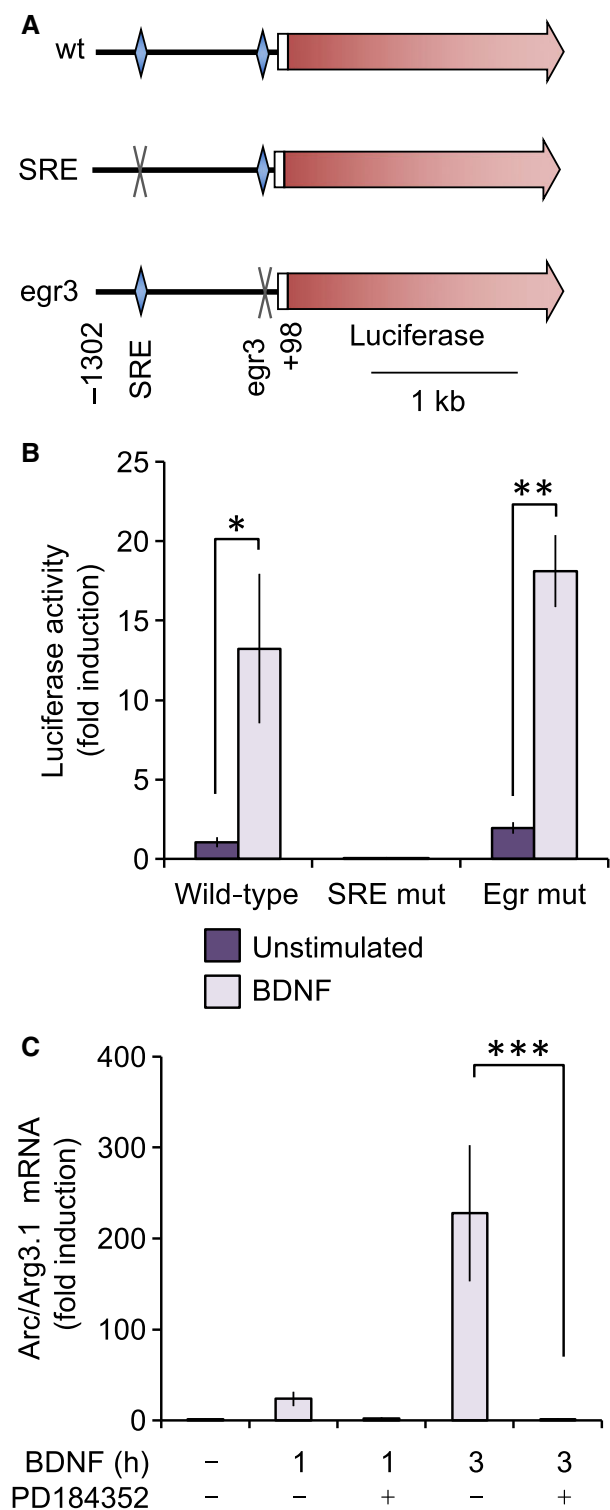 A
wt
SRE
egr3
−1302
SRE
egr3
+98
Luciferase
1 kb
B
Luciferase activity
(fold induction)
25
20
15
10
5
0
*
**
Wild-type SRE mut Egr mut
Unstimulated
BDNF
C
Arc/Arg3.1 mRNA
(fold induction)
400
300
200
100
0
***
BDNF (h) − 1 1 3 3
PD184352 − − + − +